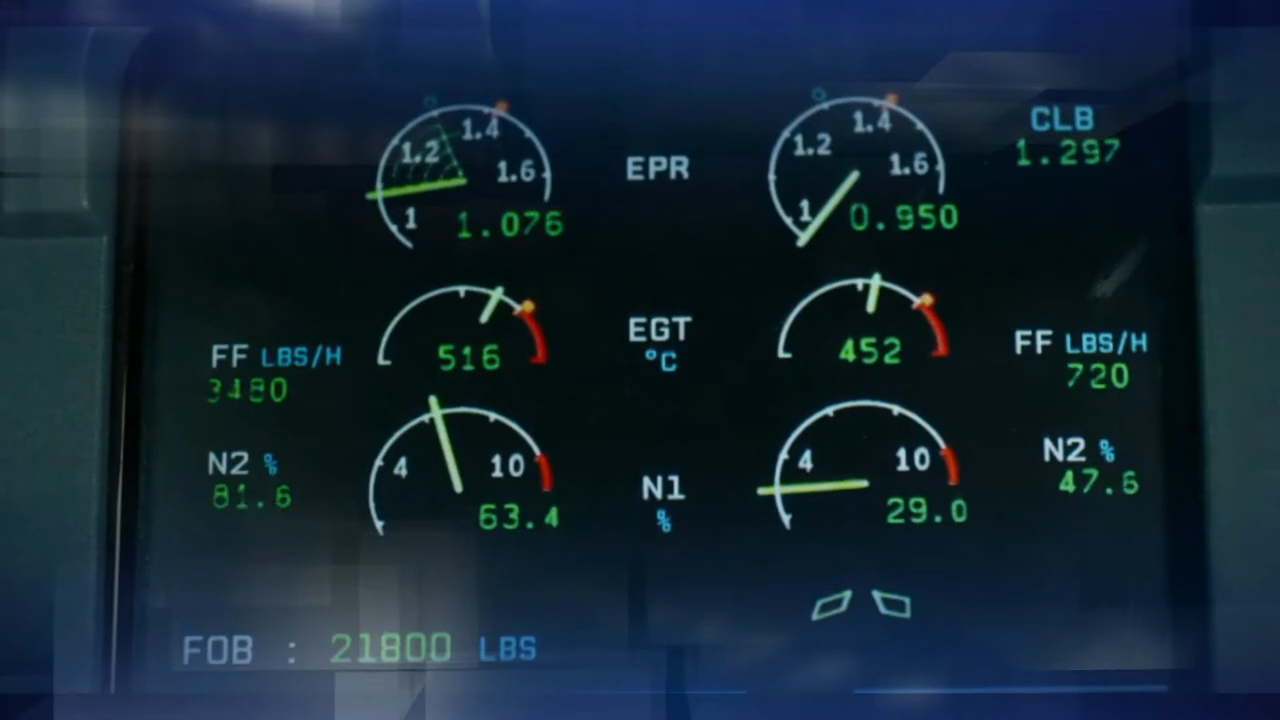 1.2 1.4 1.6 1 1.076
EPR
1.2 1.4 1.6 1 0.950
CLB
1.297
516
EGT
°C
452
FF LBS/H
3480
FF LBS/H
720
N2 %
81.6
4 10
63.4
N1
%
4 10
29.0
N2 %
47.6
FOB : 21800 LBS